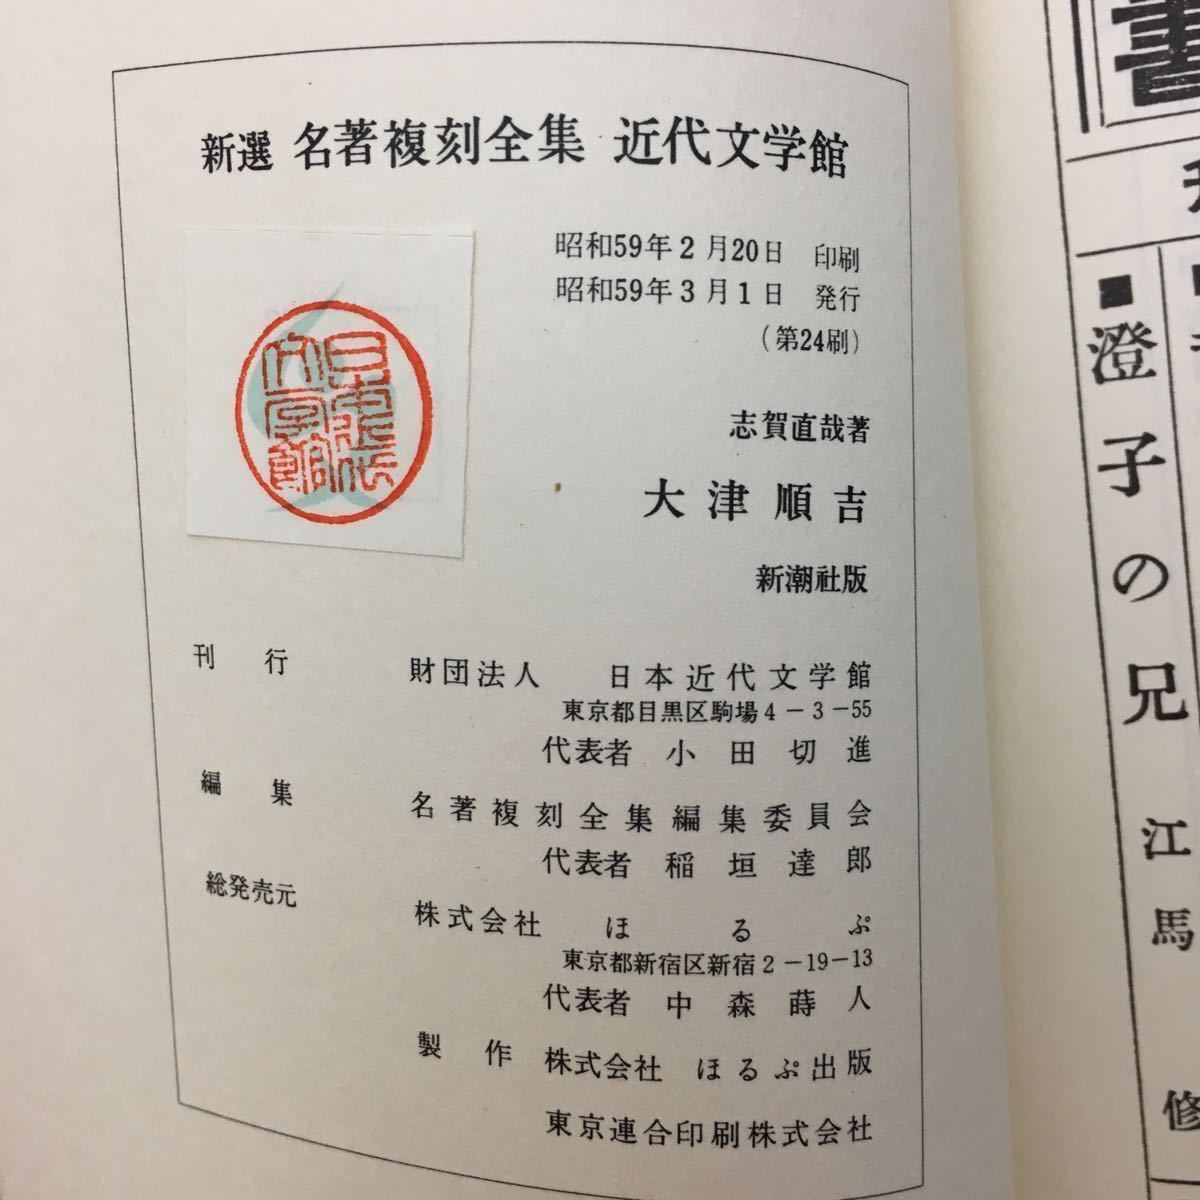 新選 名著複刻全集 近代文学館
昭和59年2月20日 印刷
昭和59年3月1日 発行
(第24刷)
志賀直哉著
大津順吉
新潮社版
刊行 財団法人 日本近代文学館
東京都目黒区駒場4-3-55
代表者 小田切進
編集 名著複刻全集編集委員会
代表者 稲垣達郎
総発売元 株式会社 ほるぷ
東京都新宿区新宿2-19-13
代表者 中森蒔人
製作 株式会社 ほるぷ出版
東京連合印刷株式会社
日本近代文学館
書
■澄子の兄 江馬修